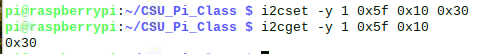 pi@raspberrypi:~/CSU_Pi_Class $ i2cset -y 1 0x5f 0x10 0x30
pi@raspberrypi:~/CSU_Pi_Class $ i2cget -y 1 0x5f 0x10
0x30